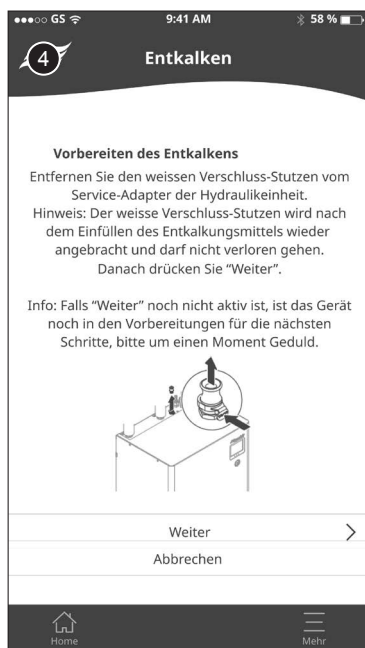 GS 9:41 AM 58 %
4
Entkalken
Vorbereiten des Entkalkens
Entfernen Sie den weissen Verschluss-Stutzen vom
Service-Adapter der Hydraulikeinheit.
Hinweis: Der weisse Verschluss-Stutzen wird nach
dem Einfüllen des Entkalkungsmittels wieder
angebracht und darf nicht verloren gehen.
Danach drücken Sie “Weiter”.
Info: Falls “Weiter” noch nicht aktiv ist, ist das Gerät
noch in den Vorbereitungen für die nächsten
Schritte, bitte um einen Moment Geduld.
Weiter
Abbrechen
Home Mehr